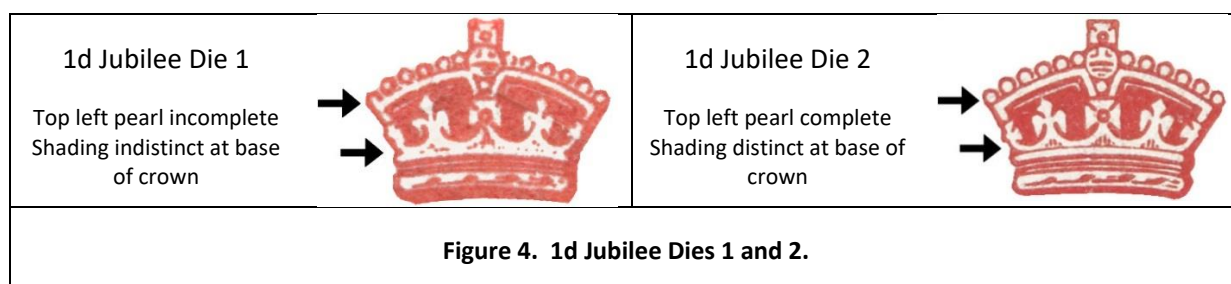 1d Jubilee Die 1
Top left pearl incomplete
Shading indistinct at base
of crown
1d Jubilee Die 2
Top left pearl complete
Shading distinct at base of
crown
Figure 4. 1d Jubilee Dies 1 and 2.